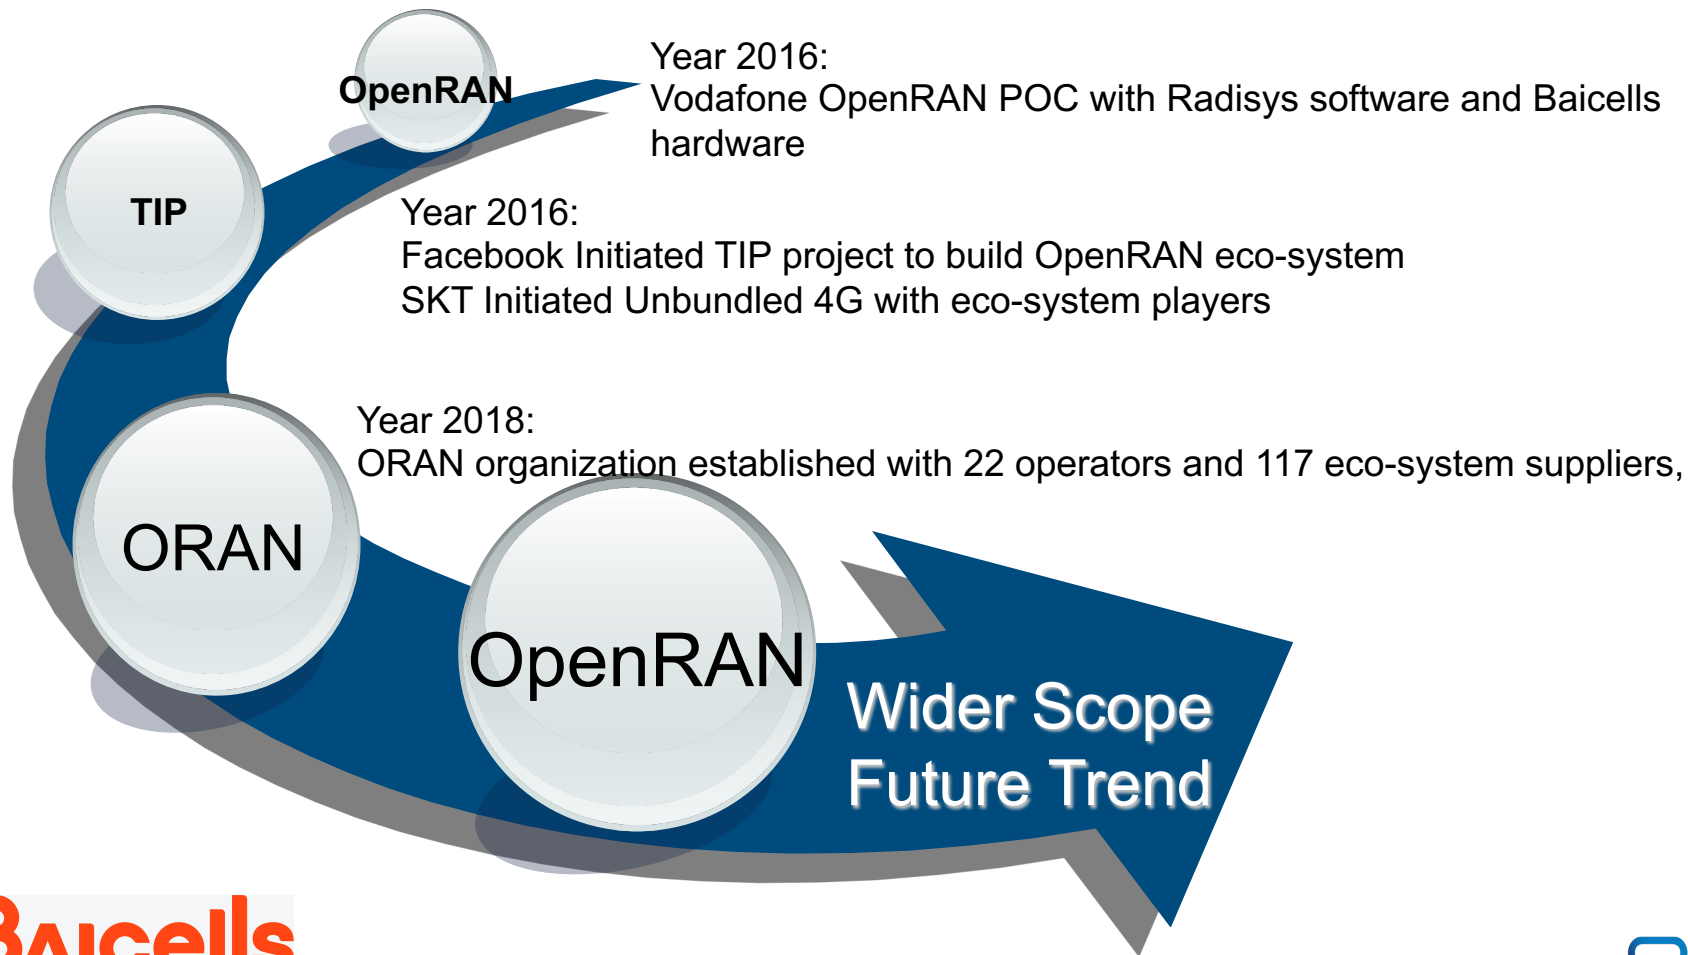 OpenRAN
Year 2016:
Vodafone OpenRAN POC with Radisys software and Baicells
hardware
TIP
Year 2016:
Facebook Initiated TIP project to build OpenRAN eco-system
SKT Initiated Unbundled 4G with eco-system players
Year 2018:
ORAN organization established with 22 operators and 117 eco-system suppliers,
ORAN
OpenRAN
Wider Scope
Future Trend
Baicells